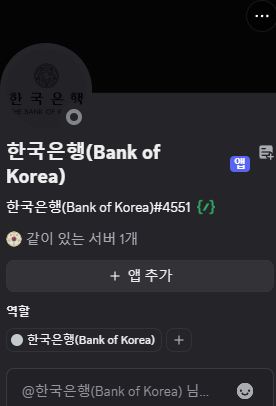 한국은행
THE BANK OF K
한국은행(Bank of
Korea)
앱
한국은행(Bank of Korea)#4551
같이 있는 서버 1개
+ 앱 추가
역할
한국은행(Bank of Korea)
+
@한국은행(Bank of Korea) 님...